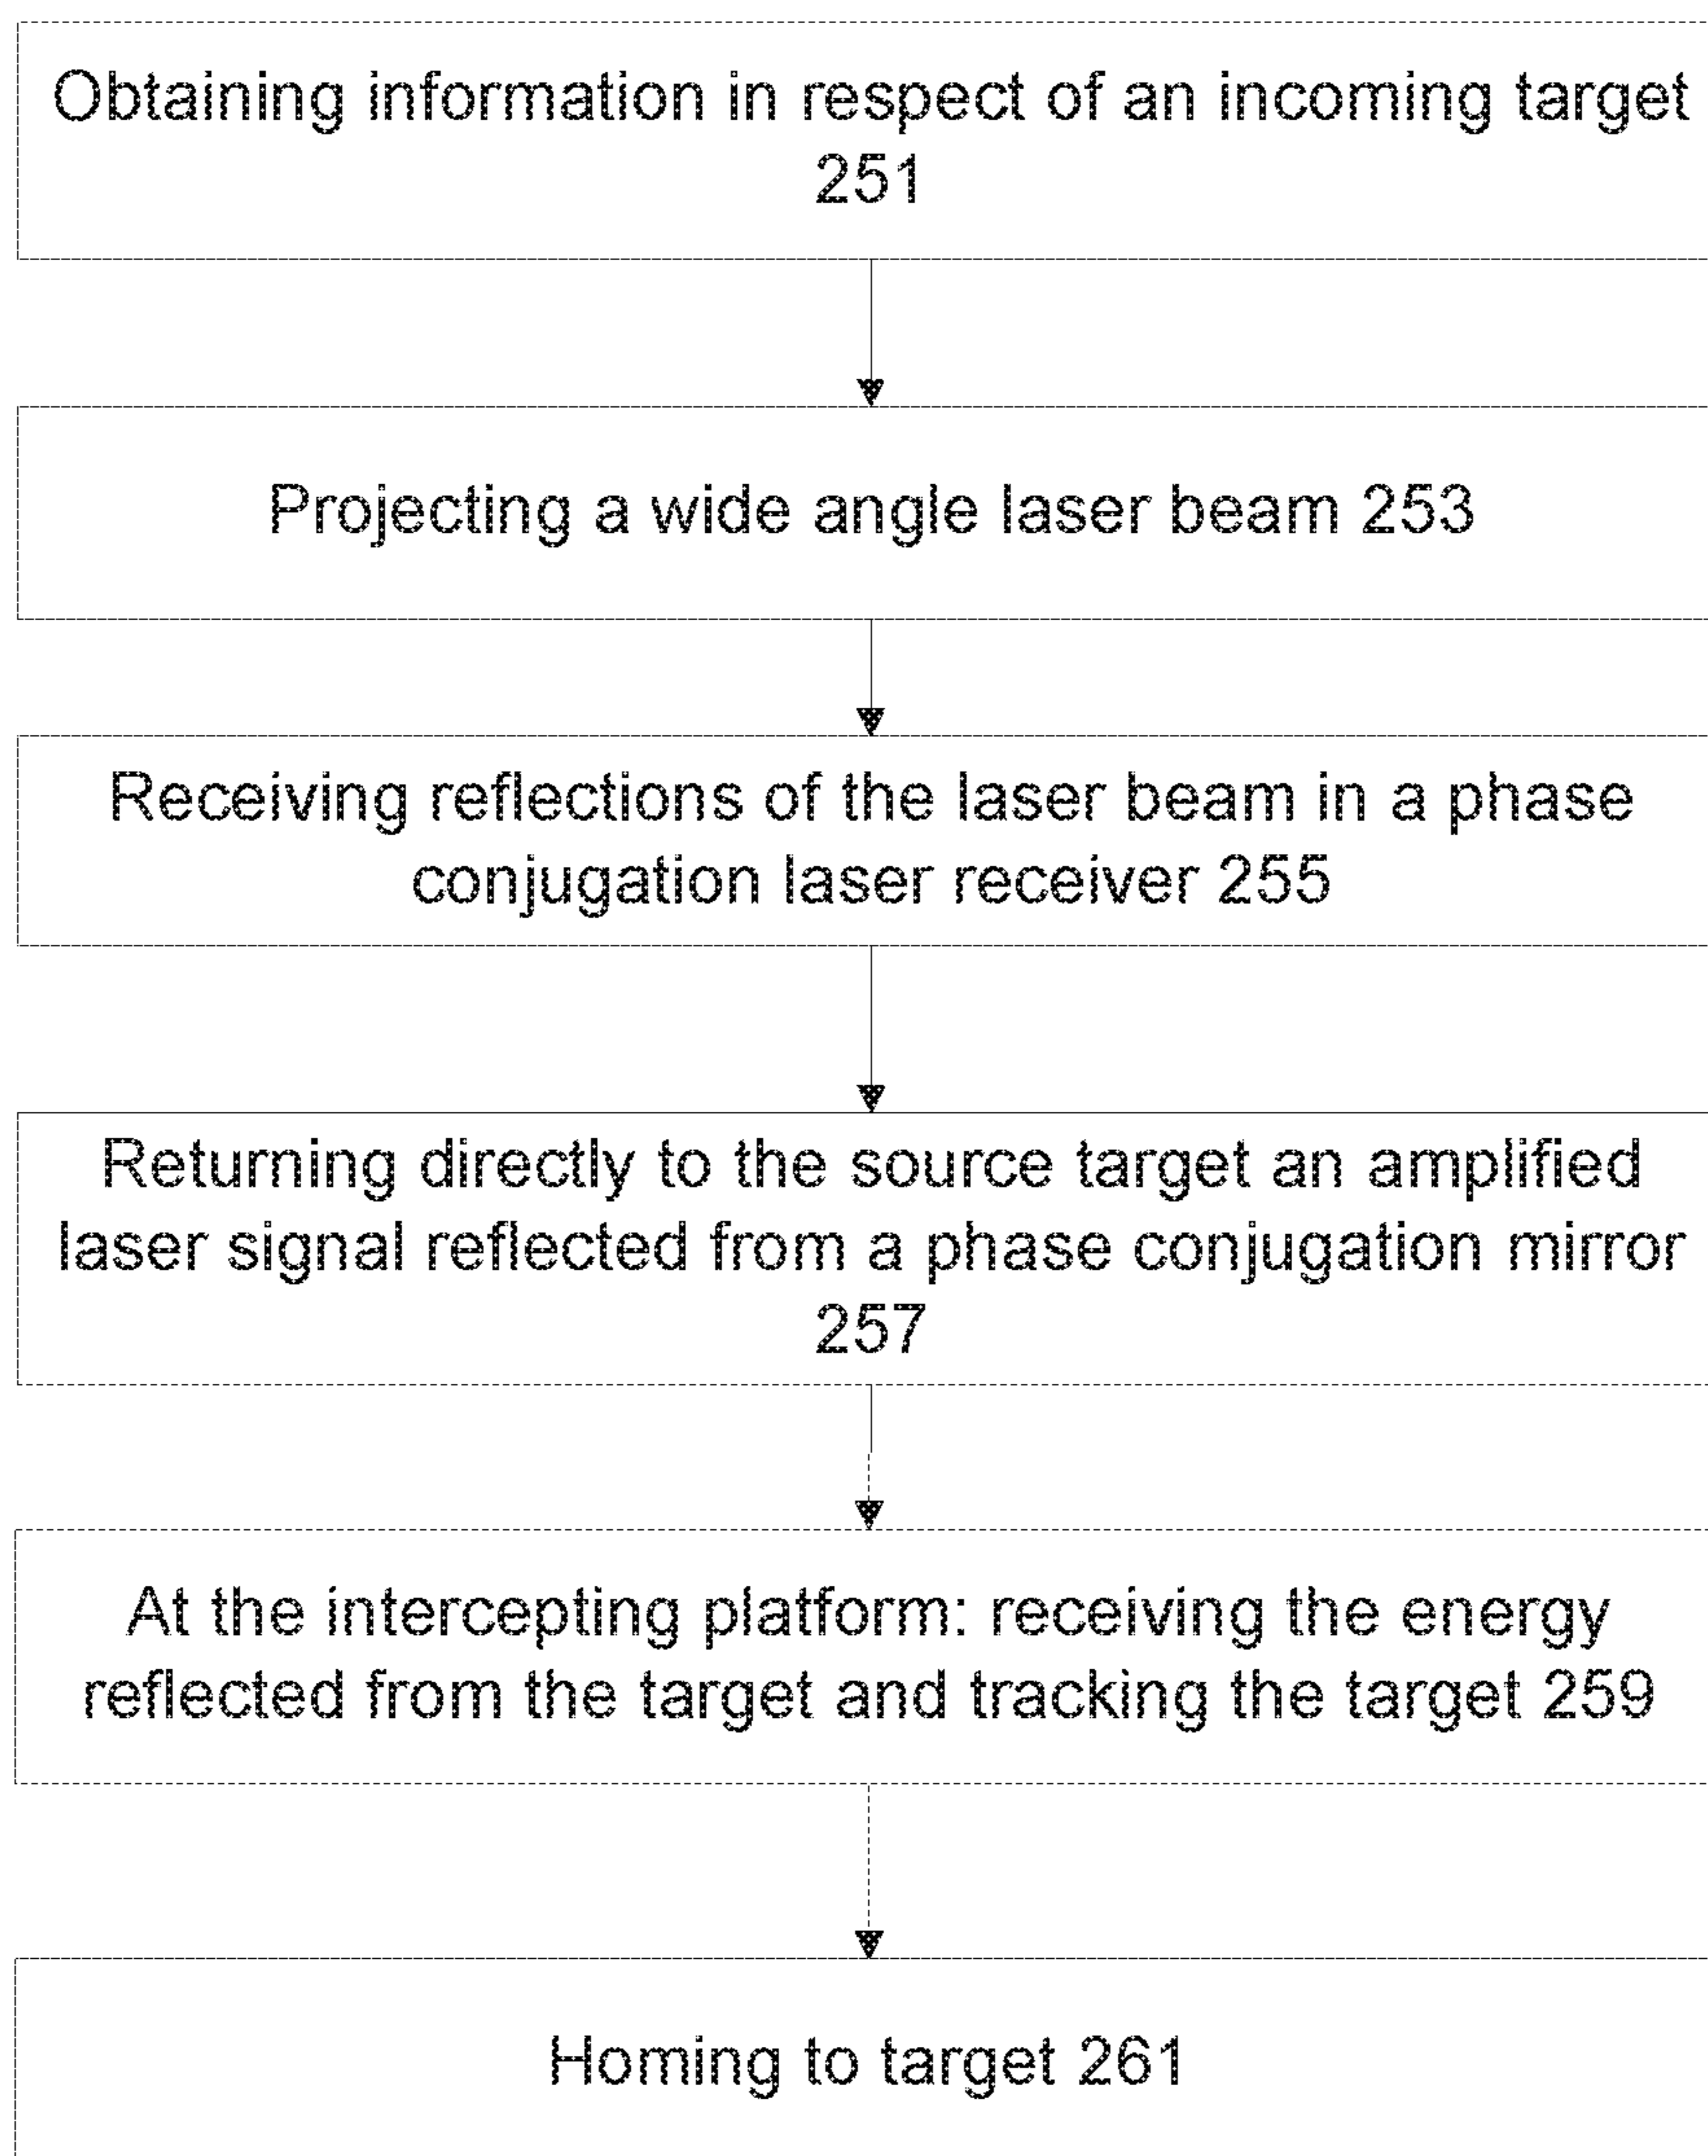 Obtaining information in respect of an incoming target
251
Projecting a wide angle laser beam 253
Receiving reflections of the laser beam in a phase
conjugation laser receiver 255
Returning directly to the source target an amplified
laser signal reflected from a phase conjugation mirror
257
At the intercepting platform: receiving the energy
reflected from the target and tracking the target 259
Homing to target 261